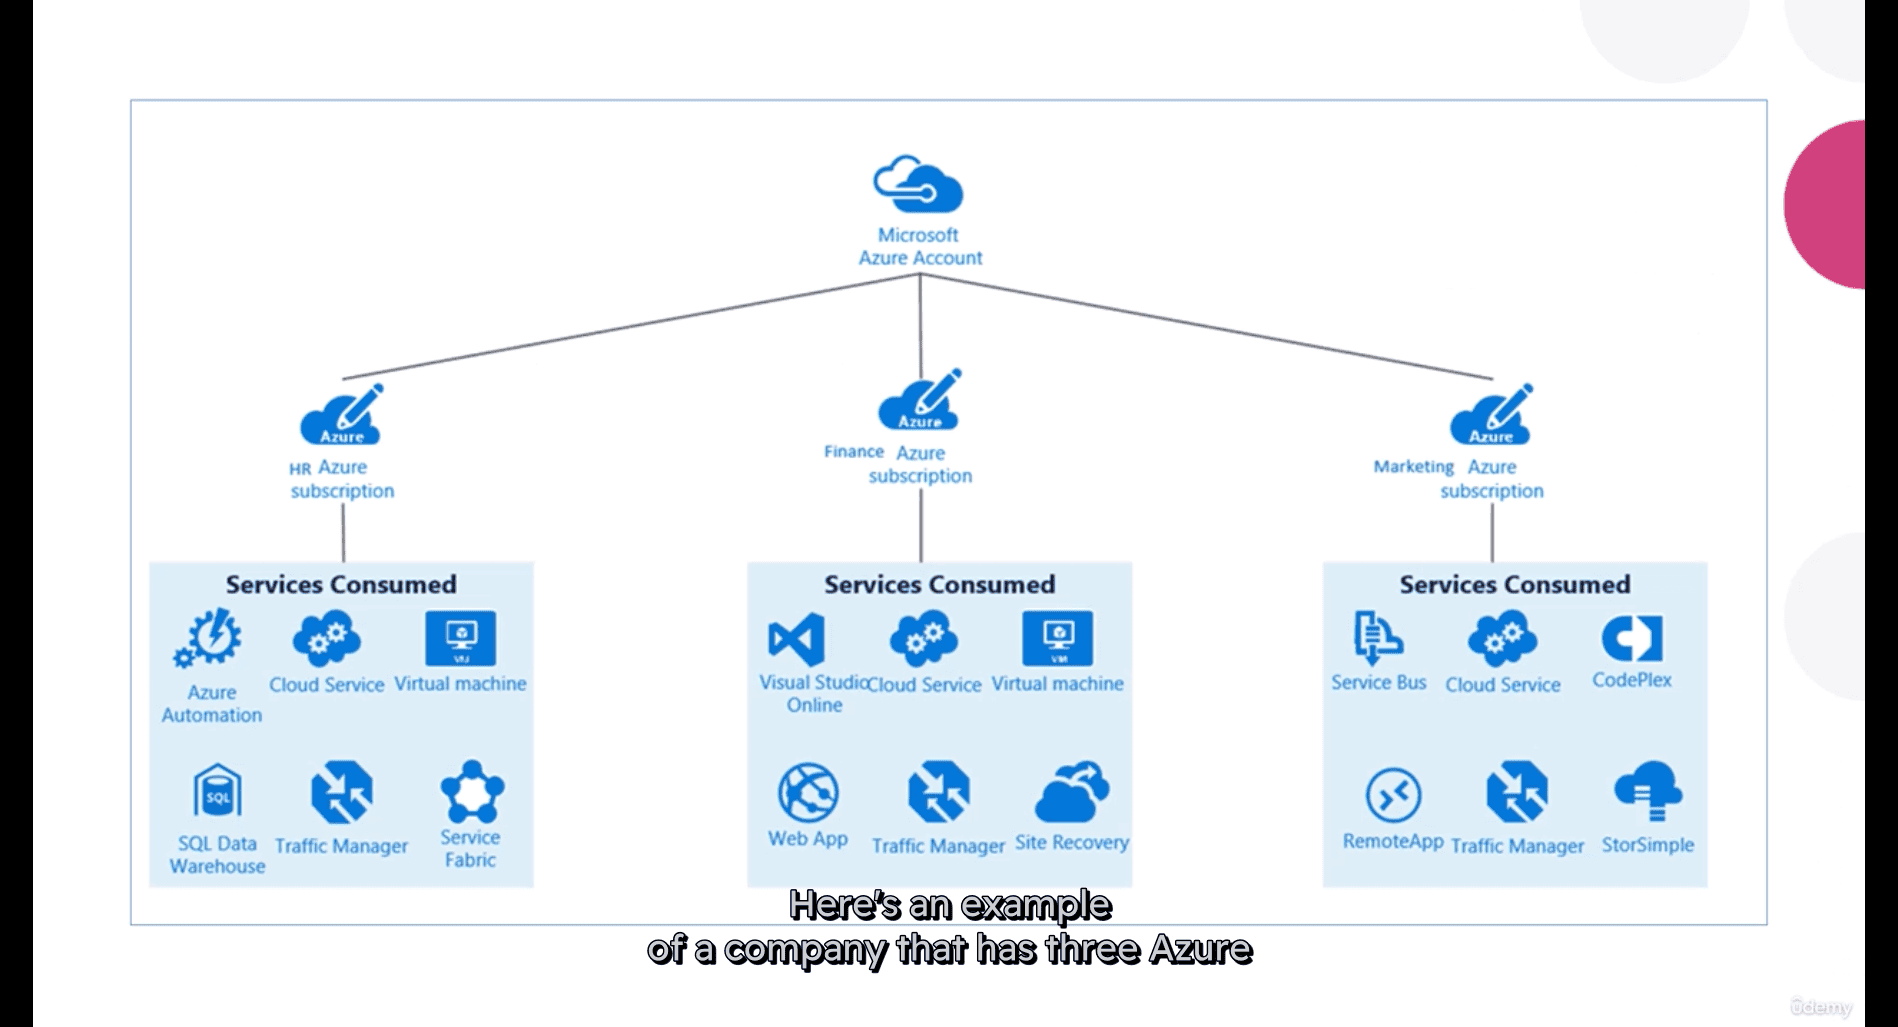 Microsoft
Azure Account
Azure
HR Azure
subscription
Azure
Finance Azure
subscription
Azure
Marketing Azure
subscription
Services Consumed
Azure
Automation
Cloud Service
Virtual machine
SQL
SQL Data
Warehouse
Traffic Manager
Service
Fabric
Services Consumed
Visual Studio
Online
Cloud Service
VM
Virtual machine
Web App
Traffic Manager
Site Recovery
Services Consumed
Service Bus
Cloud Service
CodePlex
RemoteApp
Traffic Manager
StorSimple
Here's an example
of a company that has three Azure
ûdemy